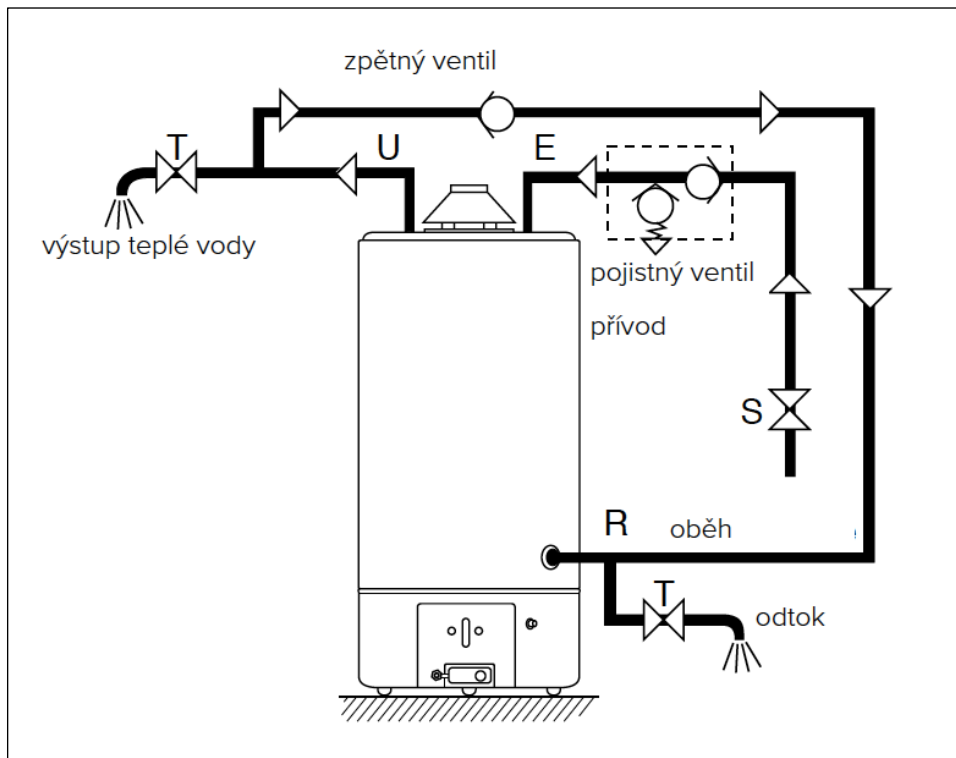 zpětný ventil
T
U
E
výstup teplé vody
pojistný ventil
přívod
S
R
oběh
T
odtok